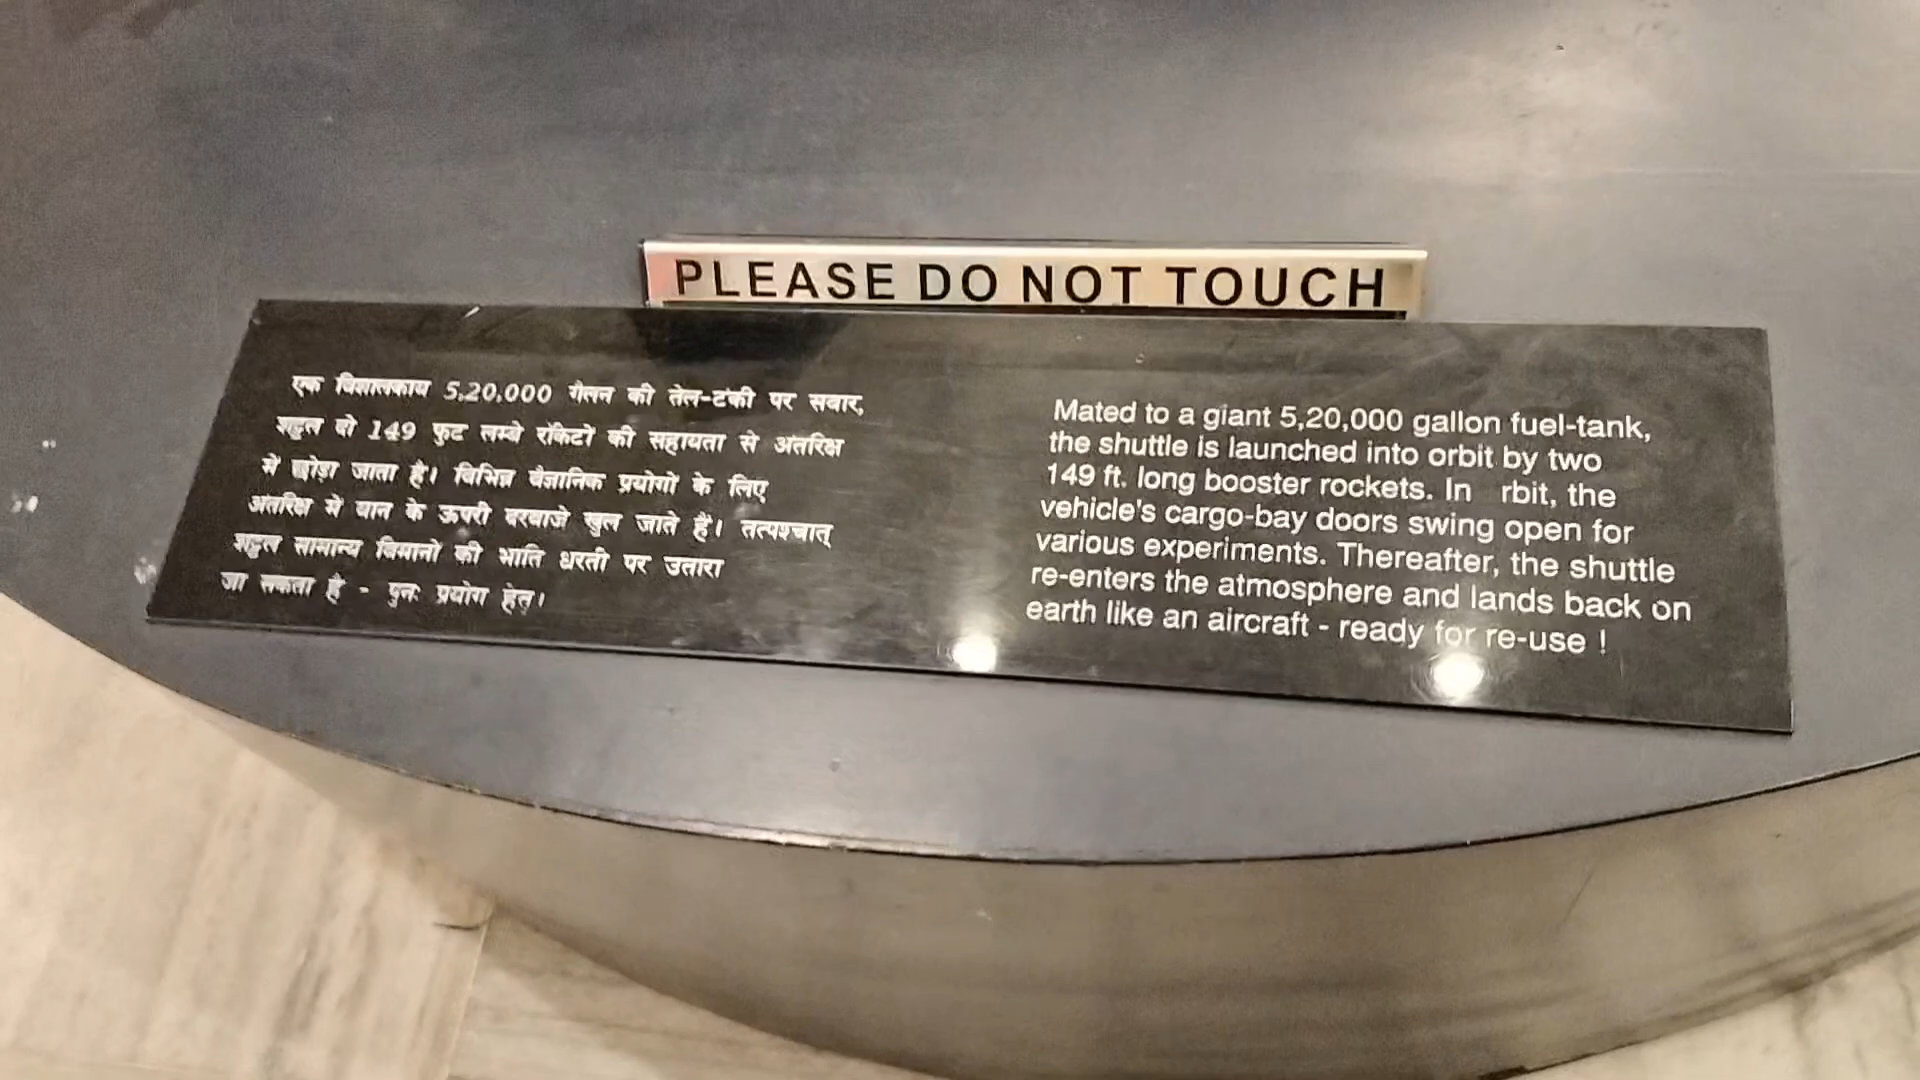 PLEASE DO NOT TOUCH
एक विशालकाय 5,20,000 गैलन की तेल-टंकी पर सवार,
शटुल दो 149 फुट लम्बे रॉकिटों की सहायता से अंतरिक्ष
में छोड़ा जाता है। विभिन्न वैज्ञानिक प्रयोगों के लिए
अंतरिक्ष में यान के ऊपरी दरवाजे खुल जाते हैं। तत्पश्चात्
शटुल सामान्य विमानों की भाति धरती पर उतारा
जा सकता है - पुनः प्रयोग हेतु।
Mated to a giant 5,20,000 gallon fuel-tank,
the shuttle is launched into orbit by two
149 ft. long booster rockets. In rbit, the
vehicle's cargo-bay doors swing open for
various experiments. Thereafter, the shuttle
re-enters the atmosphere and lands back on
earth like an aircraft - ready for re-use !